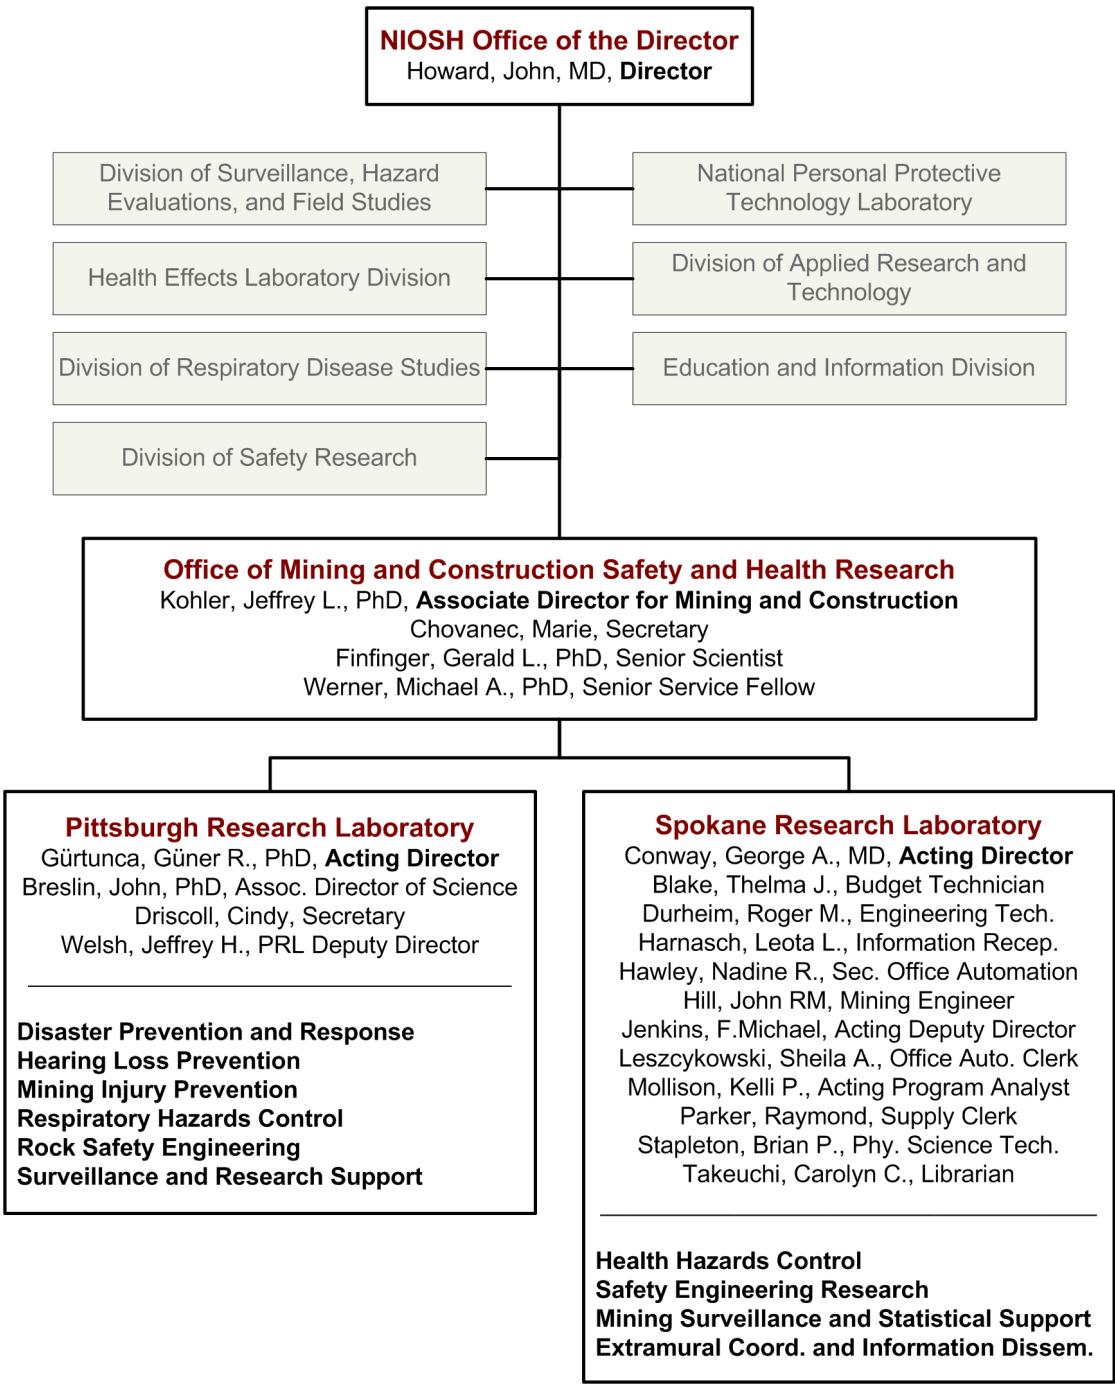 NIOSH Office of the Director
Howard, John, MD, Director
Division of Surveillance, Hazard
Evaluations, and Field Studies
National Personal Protective
Technology Laboratory
Health Effects Laboratory Division
Division of Applied Research and
Technology
Division of Respiratory Disease Studies
Education and Information Division
Division of Safety Research
Office of Mining and Construction Safety and Health Research
Kohler, Jeffrey L., PhD, Associate Director for Mining and Construction
Chovanec, Marie, Secretary
Finfinger, Gerald L., PhD, Senior Scientist
Werner, Michael A., PhD, Senior Service Fellow
Pittsburgh Research Laboratory
Gürtunca, Güner R., PhD, Acting Director
Breslin, John, PhD, Assoc. Director of Science
Driscoll, Cindy, Secretary
Welsh, Jeffrey H., PRL Deputy Director
Disaster Prevention and Response
Hearing Loss Prevention
Mining Injury Prevention
Respiratory Hazards Control
Rock Safety Engineering
Surveillance and Research Support
Spokane Research Laboratory
Conway, George A., MD, Acting Director
Blake, Thelma J., Budget Technician
Durheim, Roger M., Engineering Tech.
Harnasch, Leota L., Information Recep.
Hawley, Nadine R., Sec. Office Automation
Hill, John RM, Mining Engineer
Jenkins, F.Michael, Acting Deputy Director
Leszcykowski, Sheila A., Office Auto. Clerk
Mollison, Kelli P., Acting Program Analyst
Parker, Raymond, Supply Clerk
Stapleton, Brian P., Phy. Science Tech.
Takeuchi, Carolyn C., Librarian
Health Hazards Control
Safety Engineering Research
Mining Surveillance and Statistical Support
Extramural Coord. and Information Dissem.